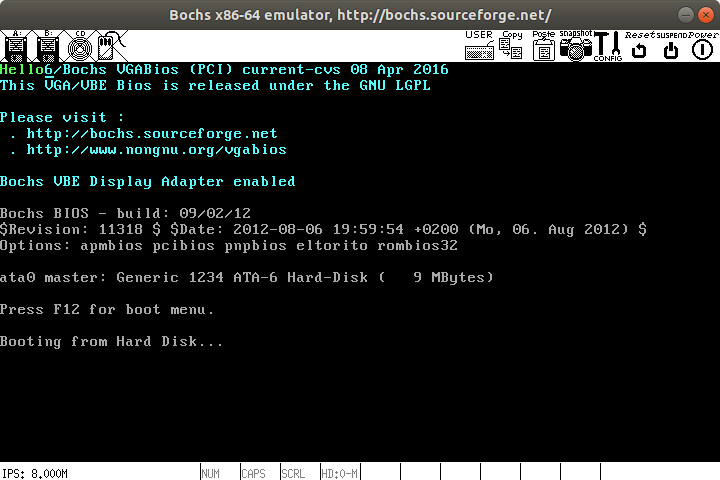 Bochs x86-64 emulator, http://bochs.sourceforge.net/
A: B: CD USER Copy Paste Snapshot CONFIG Reset SUSPEND Power
Hello6/Bochs VGABios (PCI) current-cvs 08 Apr 2016
This VGA/VBE Bios is released under the GNU LGPL
Please visit :
. http://bochs.sourceforge.net
. http://www.nongnu.org/vgabios
Bochs VBE Display Adapter enabled
Bochs BIOS - build: 09/02/12
$Revision: 11318 $ $Date: 2012-08-06 19:59:54 +0200 (Mo, 06. Aug 2012) $
Options: apmbios pcibios pnpbios eltorito rombios32
ata0 master: Generic 1234 ATA-6 Hard-Disk (   9 MBytes)
Press F12 for boot menu.
Booting from Hard Disk...
IPS: 8.000M NUM CAPS SCRL HD:0-M